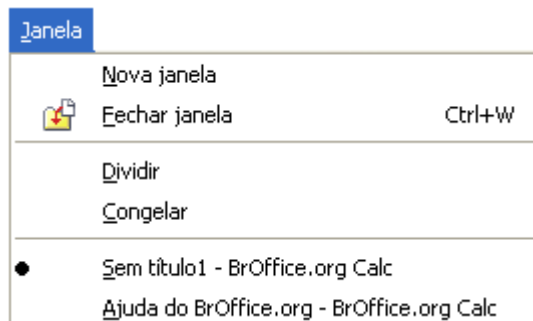 Janela
Nova janela
Fechar janela Ctrl+W
Dividir
Congelar
Sem título1 - BrOffice.org Calc
Ajuda do BrOffice.org - BrOffice.org Calc